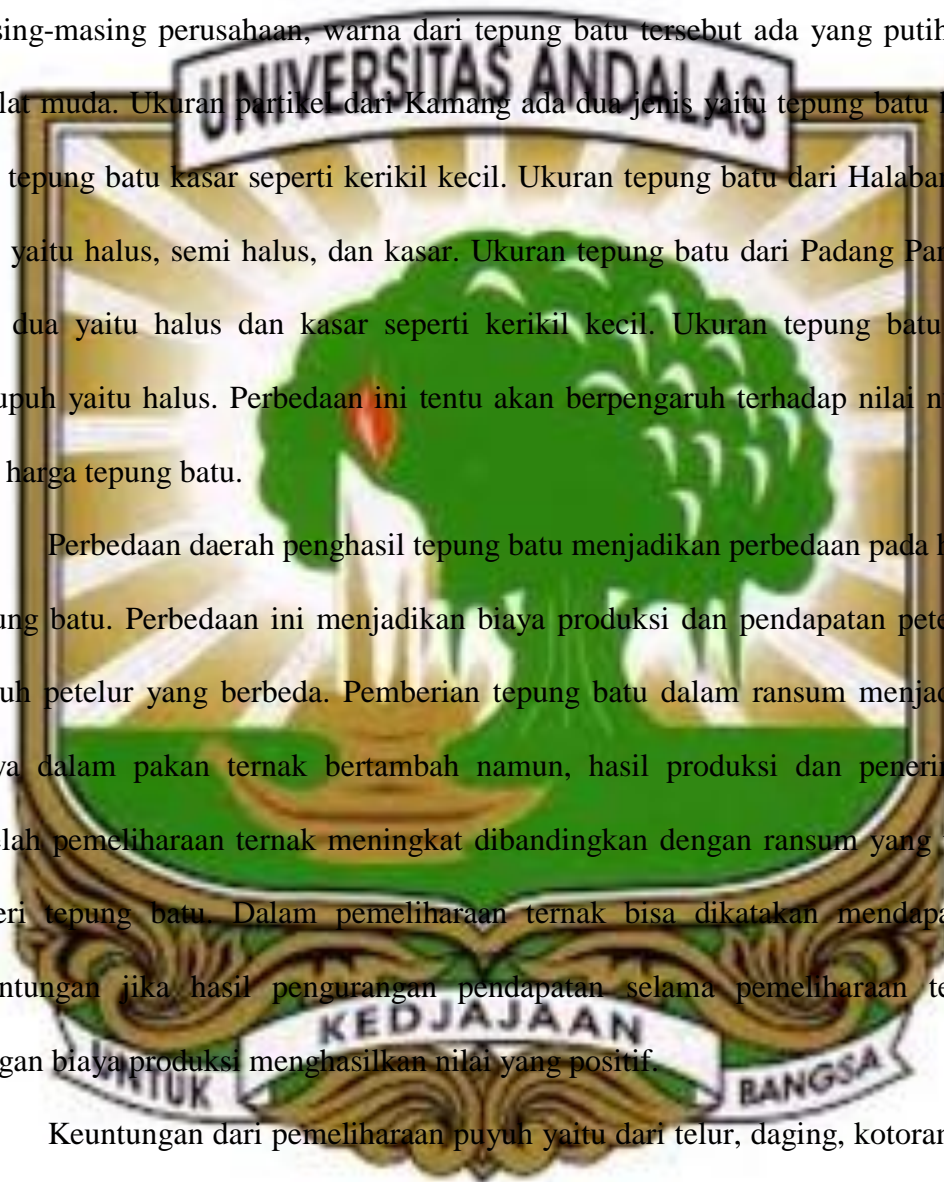 sing-masing perusahaan, warna dari tepung batu tersebut ada yang putih
UNIVERSITAS ANDALAS
lat muda. Ukuran partikel dari Kamang ada dua jenis yaitu tepung batu
tepung batu kasar seperti kerikil kecil. Ukuran tepung batu dari Halaban
yaitu halus, semi halus, dan kasar. Ukuran tepung batu dari Padang Pan
dua yaitu halus dan kasar seperti kerikil kecil. Ukuran tepung batu
upuh yaitu halus. Perbedaan ini tentu akan berpengaruh terhadap nilai n
harga tepung batu.
Perbedaan daerah penghasil tepung batu menjadikan perbedaan pada h
ung batu. Perbedaan ini menjadikan biaya produksi dan pendapatan pete
uh petelur yang berbeda. Pemberian tepung batu dalam ransum menjad
ya dalam pakan ternak bertambah namun, hasil produksi dan penerin
elah pemeliharaan ternak meningkat dibandingkan dengan ransum yang
eri tepung batu. Dalam pemeliharaan ternak bisa dikatakan mendapa
ntungan jika hasil pengurangan pendapatan selama pemeliharaan te
KEDJAJAAN
gan biaya produksi menghasilkan nilai yang positif.
UNTUK BANGSA
Keuntungan dari pemeliharaan puyuh yaitu dari telur, daging, kotoran